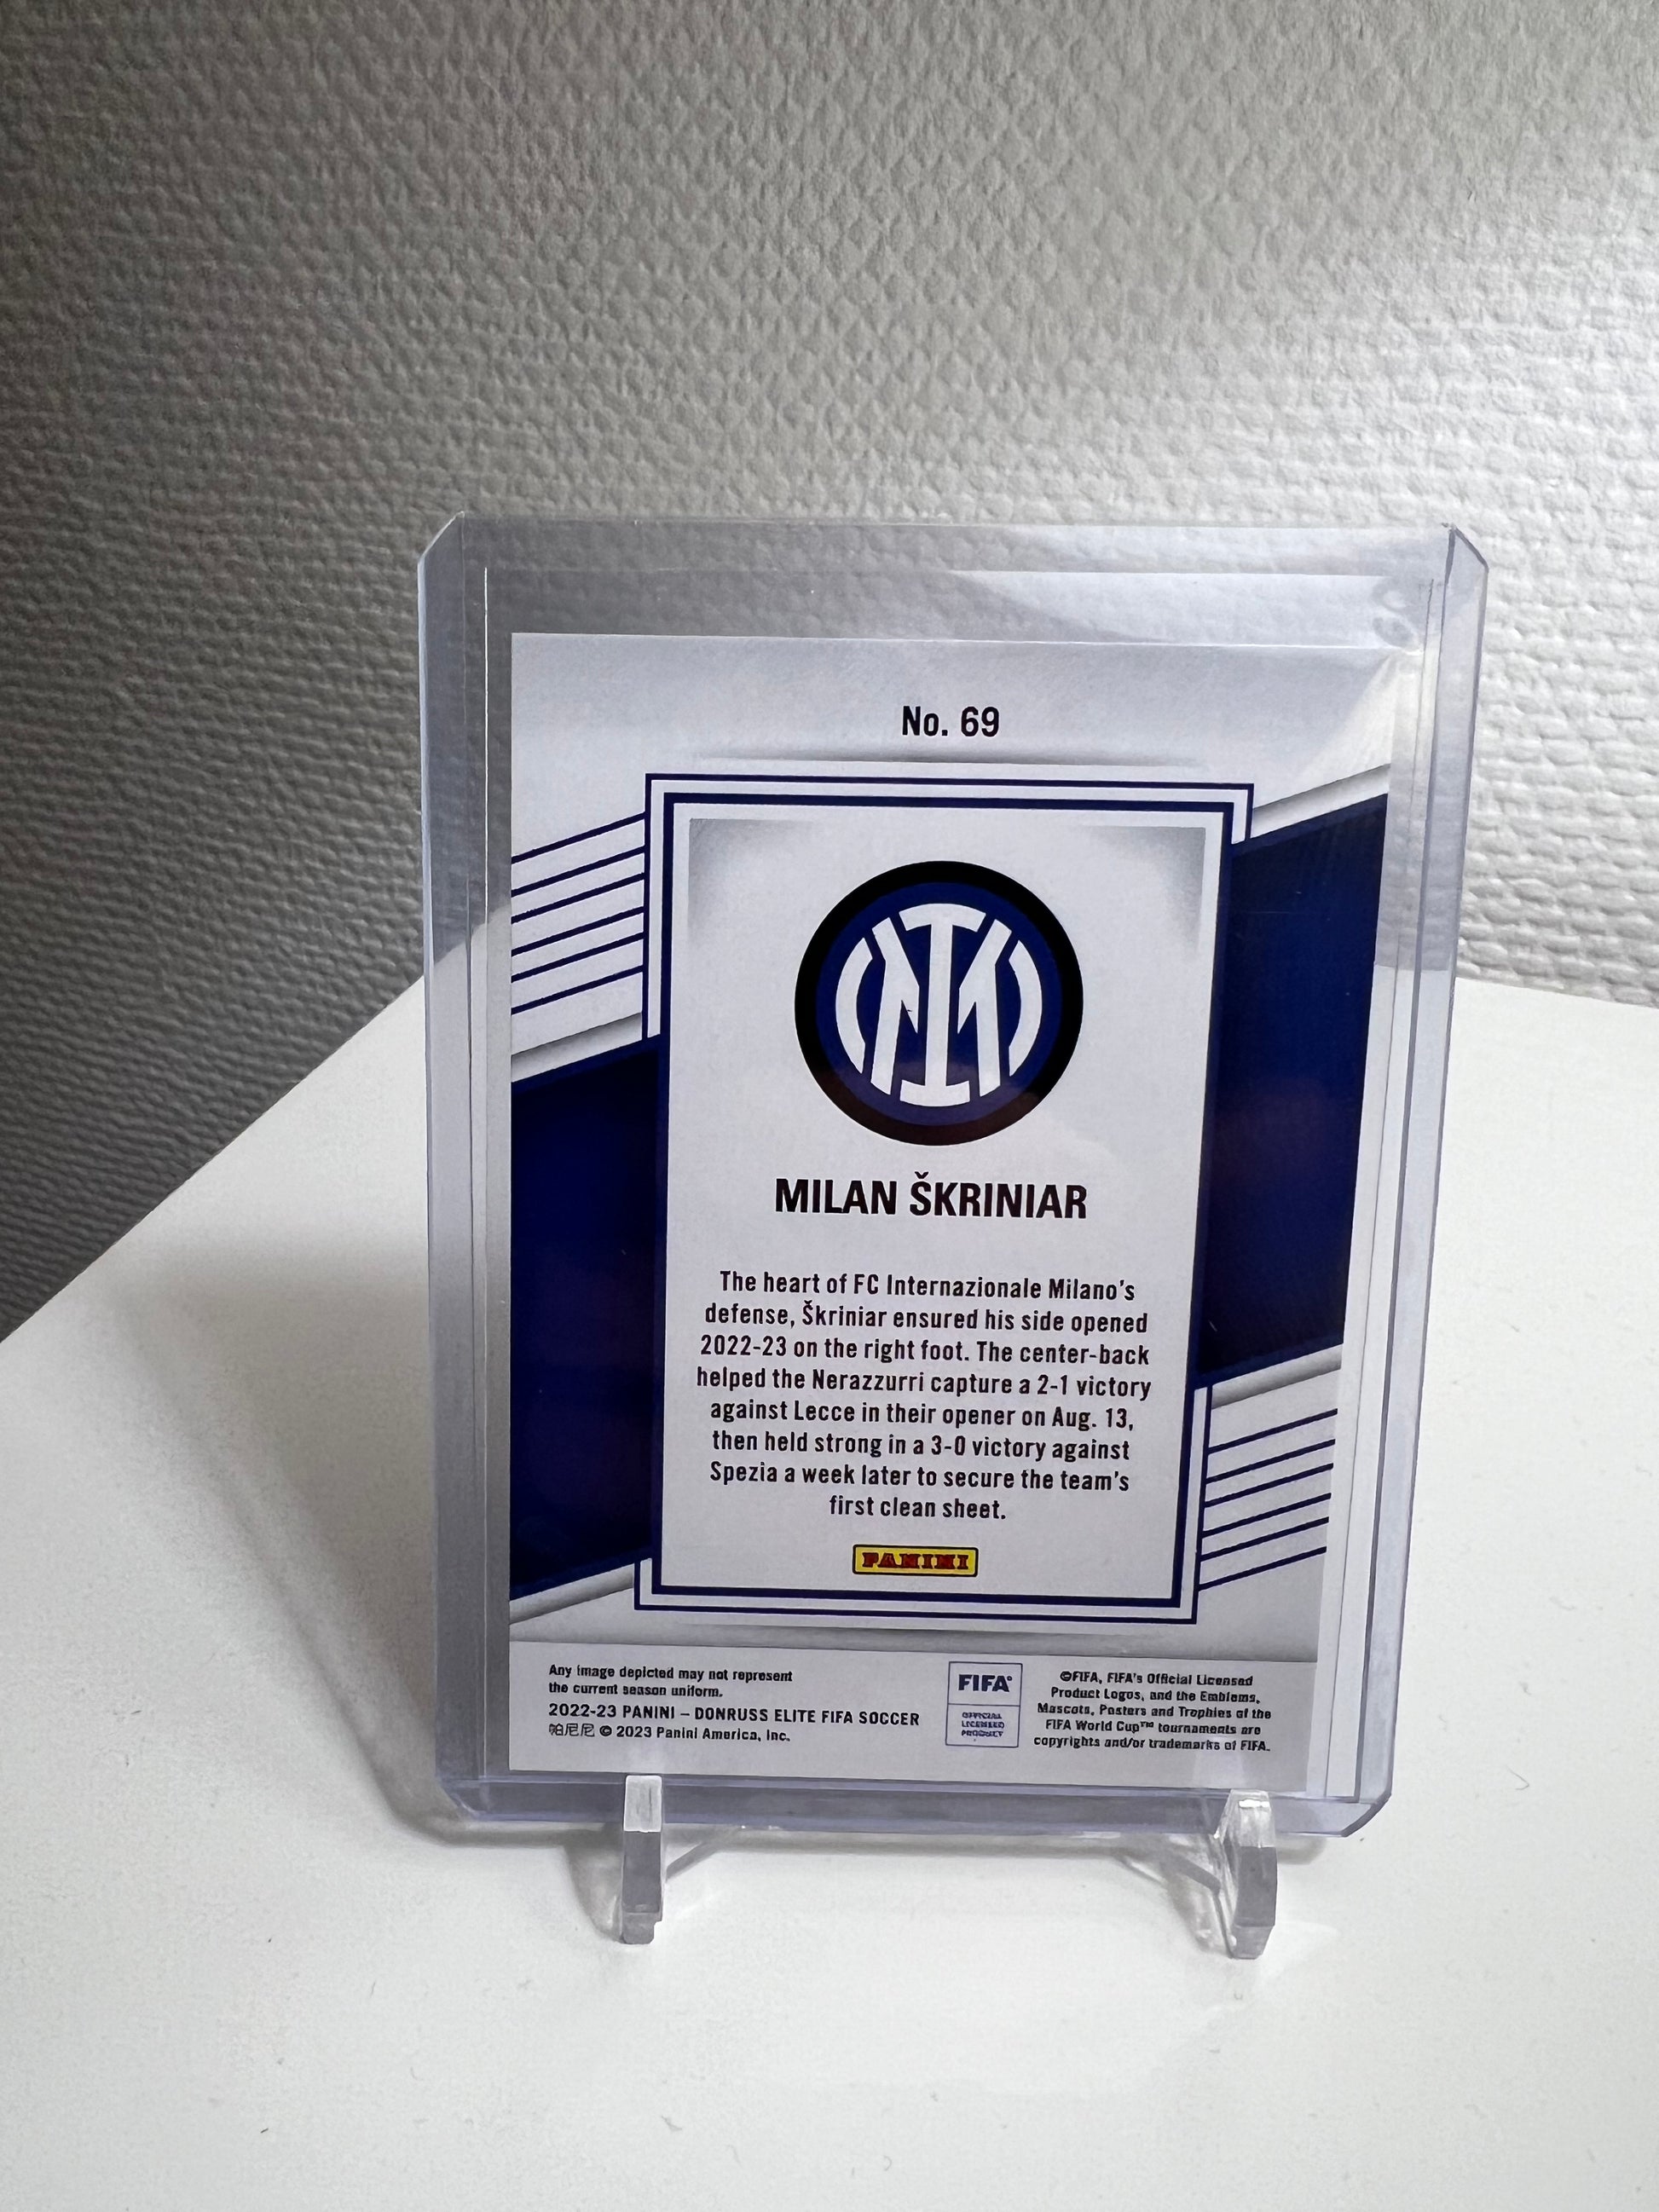 No. 69
MILAN ŠKRINIAR
The heart of FC Internazionale Milano's
defense, Škriniar ensured his side opened
2022-23 on the right foot. The center-back
helped the Nerazzurri capture a 2-1 victory
against Lecce in their opener on Aug. 13,
then held strong in a 3-0 victory against
Spezia a week later to secure the team's
first clean sheet.
PANINI
Any image depicted may not represent
the current season uniform.
2022-23 PANINI – DONRUSS ELITE FIFA SOCCER
帕尼尼 © 2023 Panini America, Inc.
FIFA®
OFFICIAL
LICENSED
PRODUCT
©FIFA, FIFA's Official Licensed
Product Logos, and the Emblems,
Mascots, Posters and Trophies of the
FIFA World Cup™ tournaments are
copyrights and/or trademarks of FIFA.